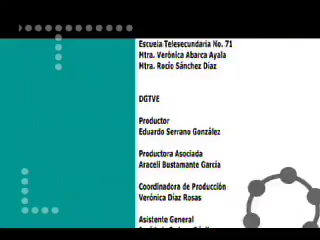 Escuela Telesecundaria No. 71
Mtra. Verónica Abarca Ayala
Mtra. Rocío Sánchez Díaz
DGTVE
Productor
Eduardo Serrano González
Productora Asociada
Araceli Bustamante García
Coordinadora de Producción
Verónica Díaz Rosas
Asistente General